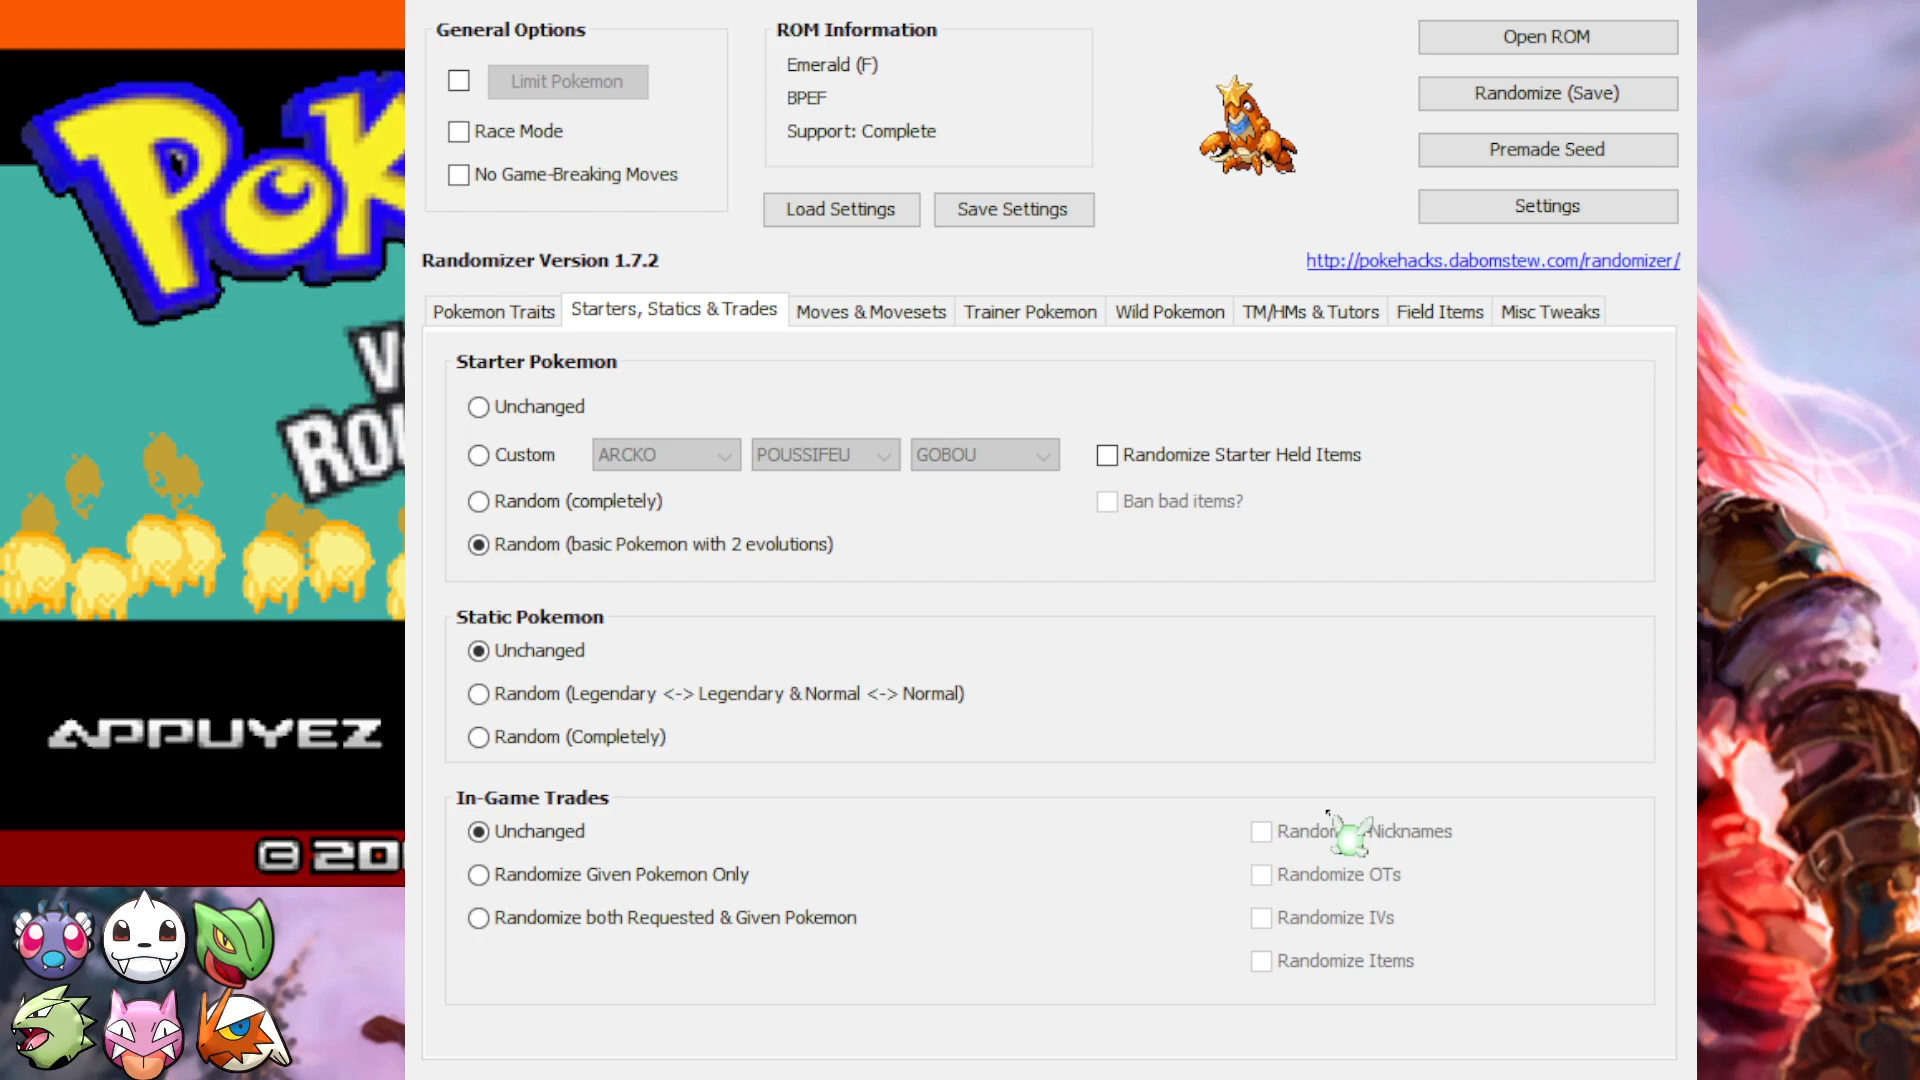 General Options
Limit Pokemon
Race Mode
No Game-Breaking Moves
ROM Information
Emerald (F)
BPEF
Support: Complete
Load Settings
Save Settings
Open ROM
Randomize (Save)
Premade Seed
Settings
Randomizer Version 1.7.2
http://pokehacks.dabomstew.com/randomizer/
Pokemon Traits
Starters, Statics & Trades
Moves & Movesets
Trainer Pokemon
Wild Pokemon
TM/HMs & Tutors
Field Items
Misc Tweaks
Starter Pokemon
Unchanged
Custom
ARCKO
POUSSIFEU
GOBOU
Randomize Starter Held Items
Random (completely)
Ban bad items?
Random (basic Pokemon with 2 evolutions)
Static Pokemon
Unchanged
Random (Legendary <-> Legendary & Normal <-> Normal)
Random (Completely)
In-Game Trades
Unchanged
Nicknames
Randomize Given Pokemon Only
Randomize OTs
Randomize both Requested & Given Pokemon
Randomize IVs
Randomize Items
POK
APPUYEZ